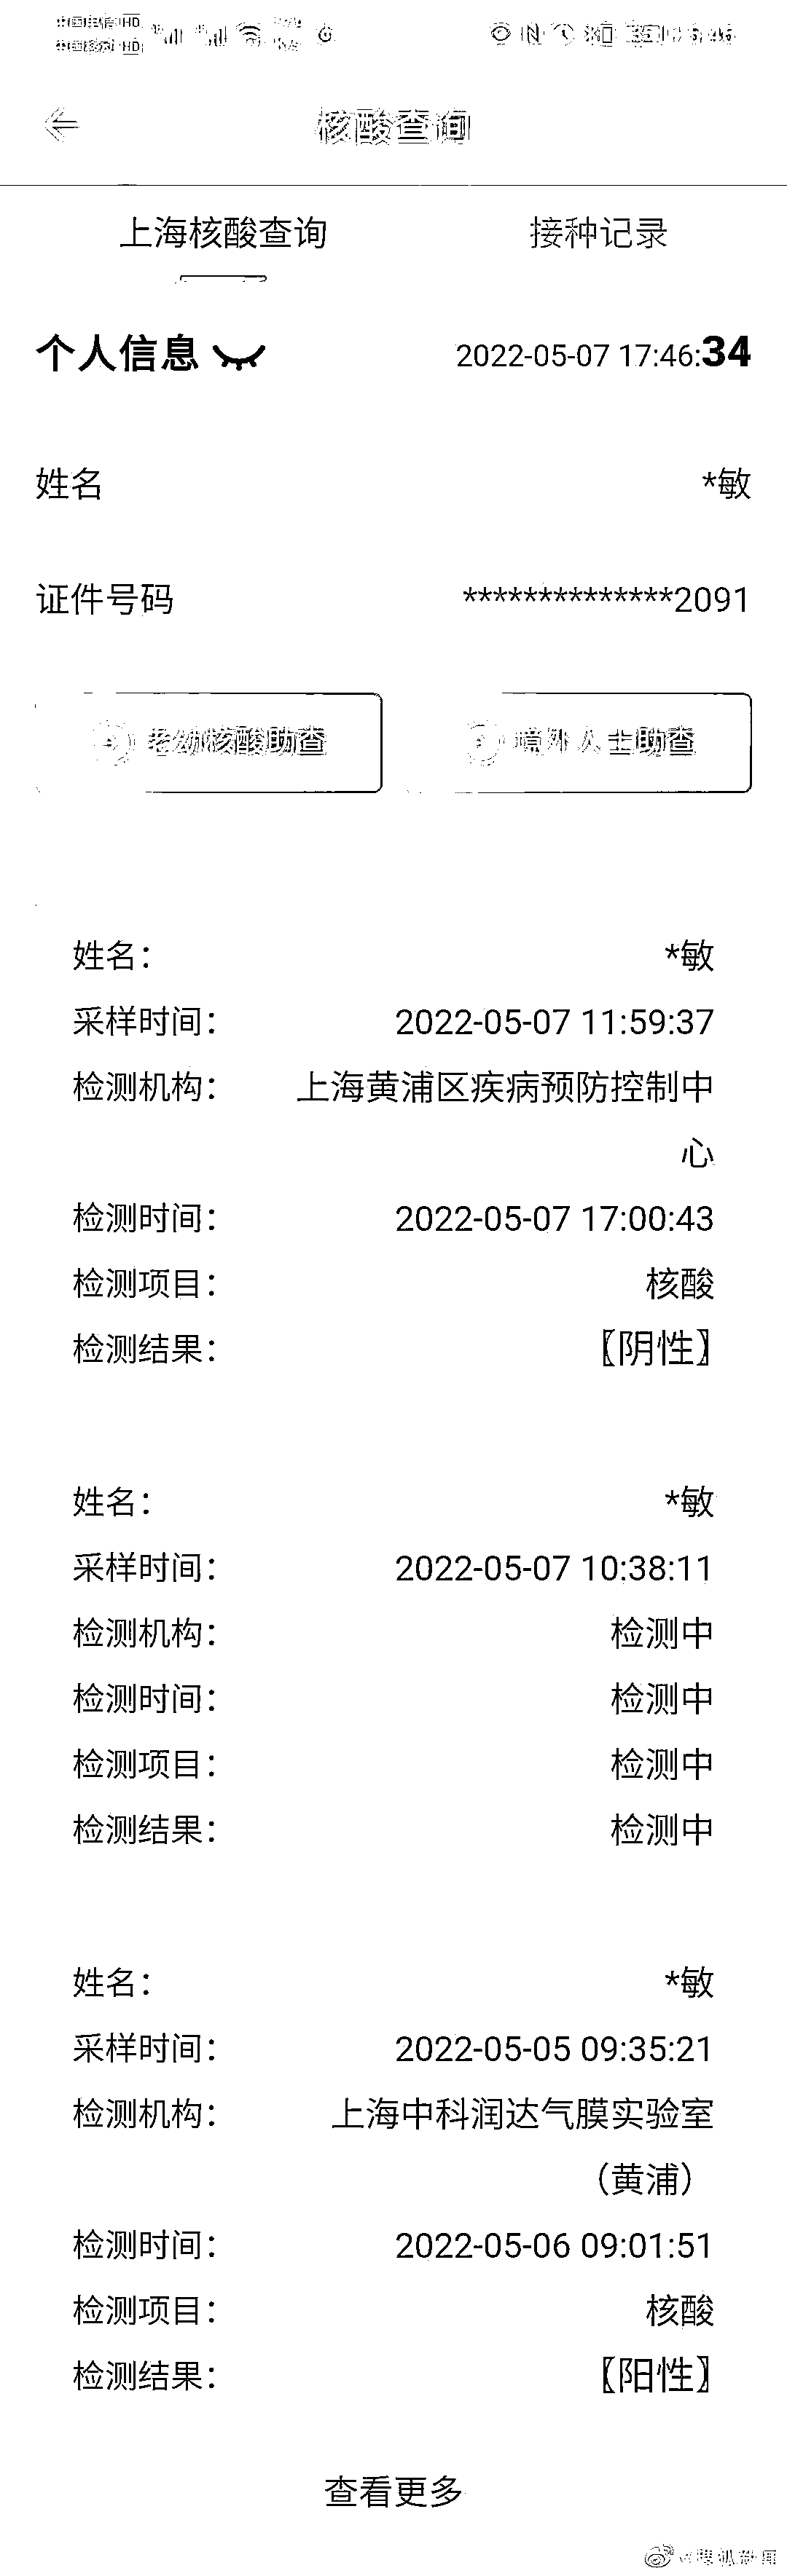 中国电信 HD
中国移动 HD
核酸查询
上海核酸查询 接种记录
个人信息 2022-05-07 17:46:34
姓名 *敏
证件号码 **************2091
老幼核酸助查 境外人士助查
姓名： *敏
采样时间： 2022-05-07 11:59:37
检测机构： 上海黄浦区疾病预防控制中
心
检测时间： 2022-05-07 17:00:43
检测项目： 核酸
检测结果： 【阴性】
姓名： *敏
采样时间： 2022-05-07 10:38:11
检测机构： 检测中
检测时间： 检测中
检测项目： 检测中
检测结果： 检测中
姓名： *敏
采样时间： 2022-05-05 09:35:21
检测机构： 上海中科润达气膜实验室
（黄浦）
检测时间： 2022-05-06 09:01:51
检测项目： 核酸
检测结果： 【阳性】
查看更多
@搜狐新闻